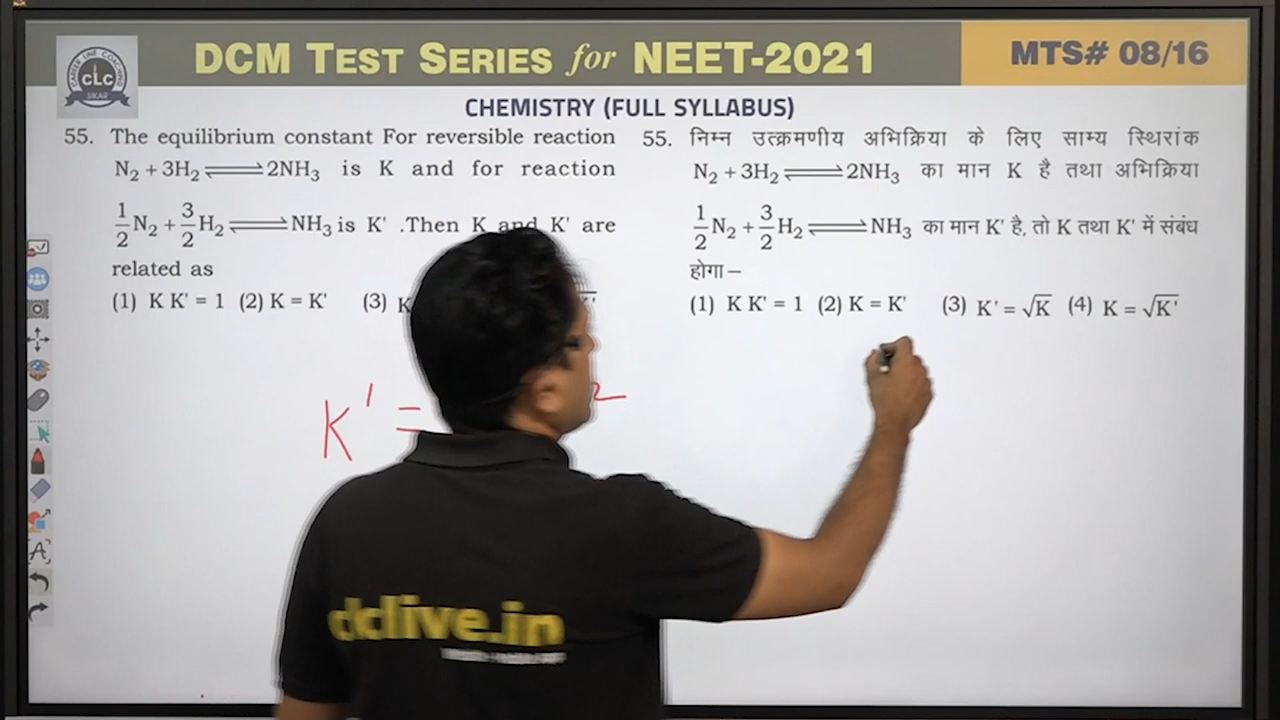 CLC
SIKAR
DCM TEST SERIES for NEET-2021
MTS# 08/16
CHEMISTRY (FULL SYLLABUS)
55. The equilibrium constant For reversible reaction
N₂ + 3H₂ ⇌ 2NH₃ is K and for reaction
1/2 N₂ + 3/2 H₂ ⇌ NH₃ is K' .Then K and K' are
related as
(1) K K' = 1 (2) K = K' (3) K
55. निम्न उत्क्रमणीय अभिक्रिया के लिए साम्य स्थिरांक
N₂ + 3H₂ ⇌ 2NH₃ का मान K है तथा अभिक्रिया
1/2 N₂ + 3/2 H₂ ⇌ NH₃ का मान K' है, तो K तथा K' में संबंध
होगा –
(1) K K' = 1 (2) K = K' (3) K' = √K (4) K = √K'
K' =
2
clclive.in